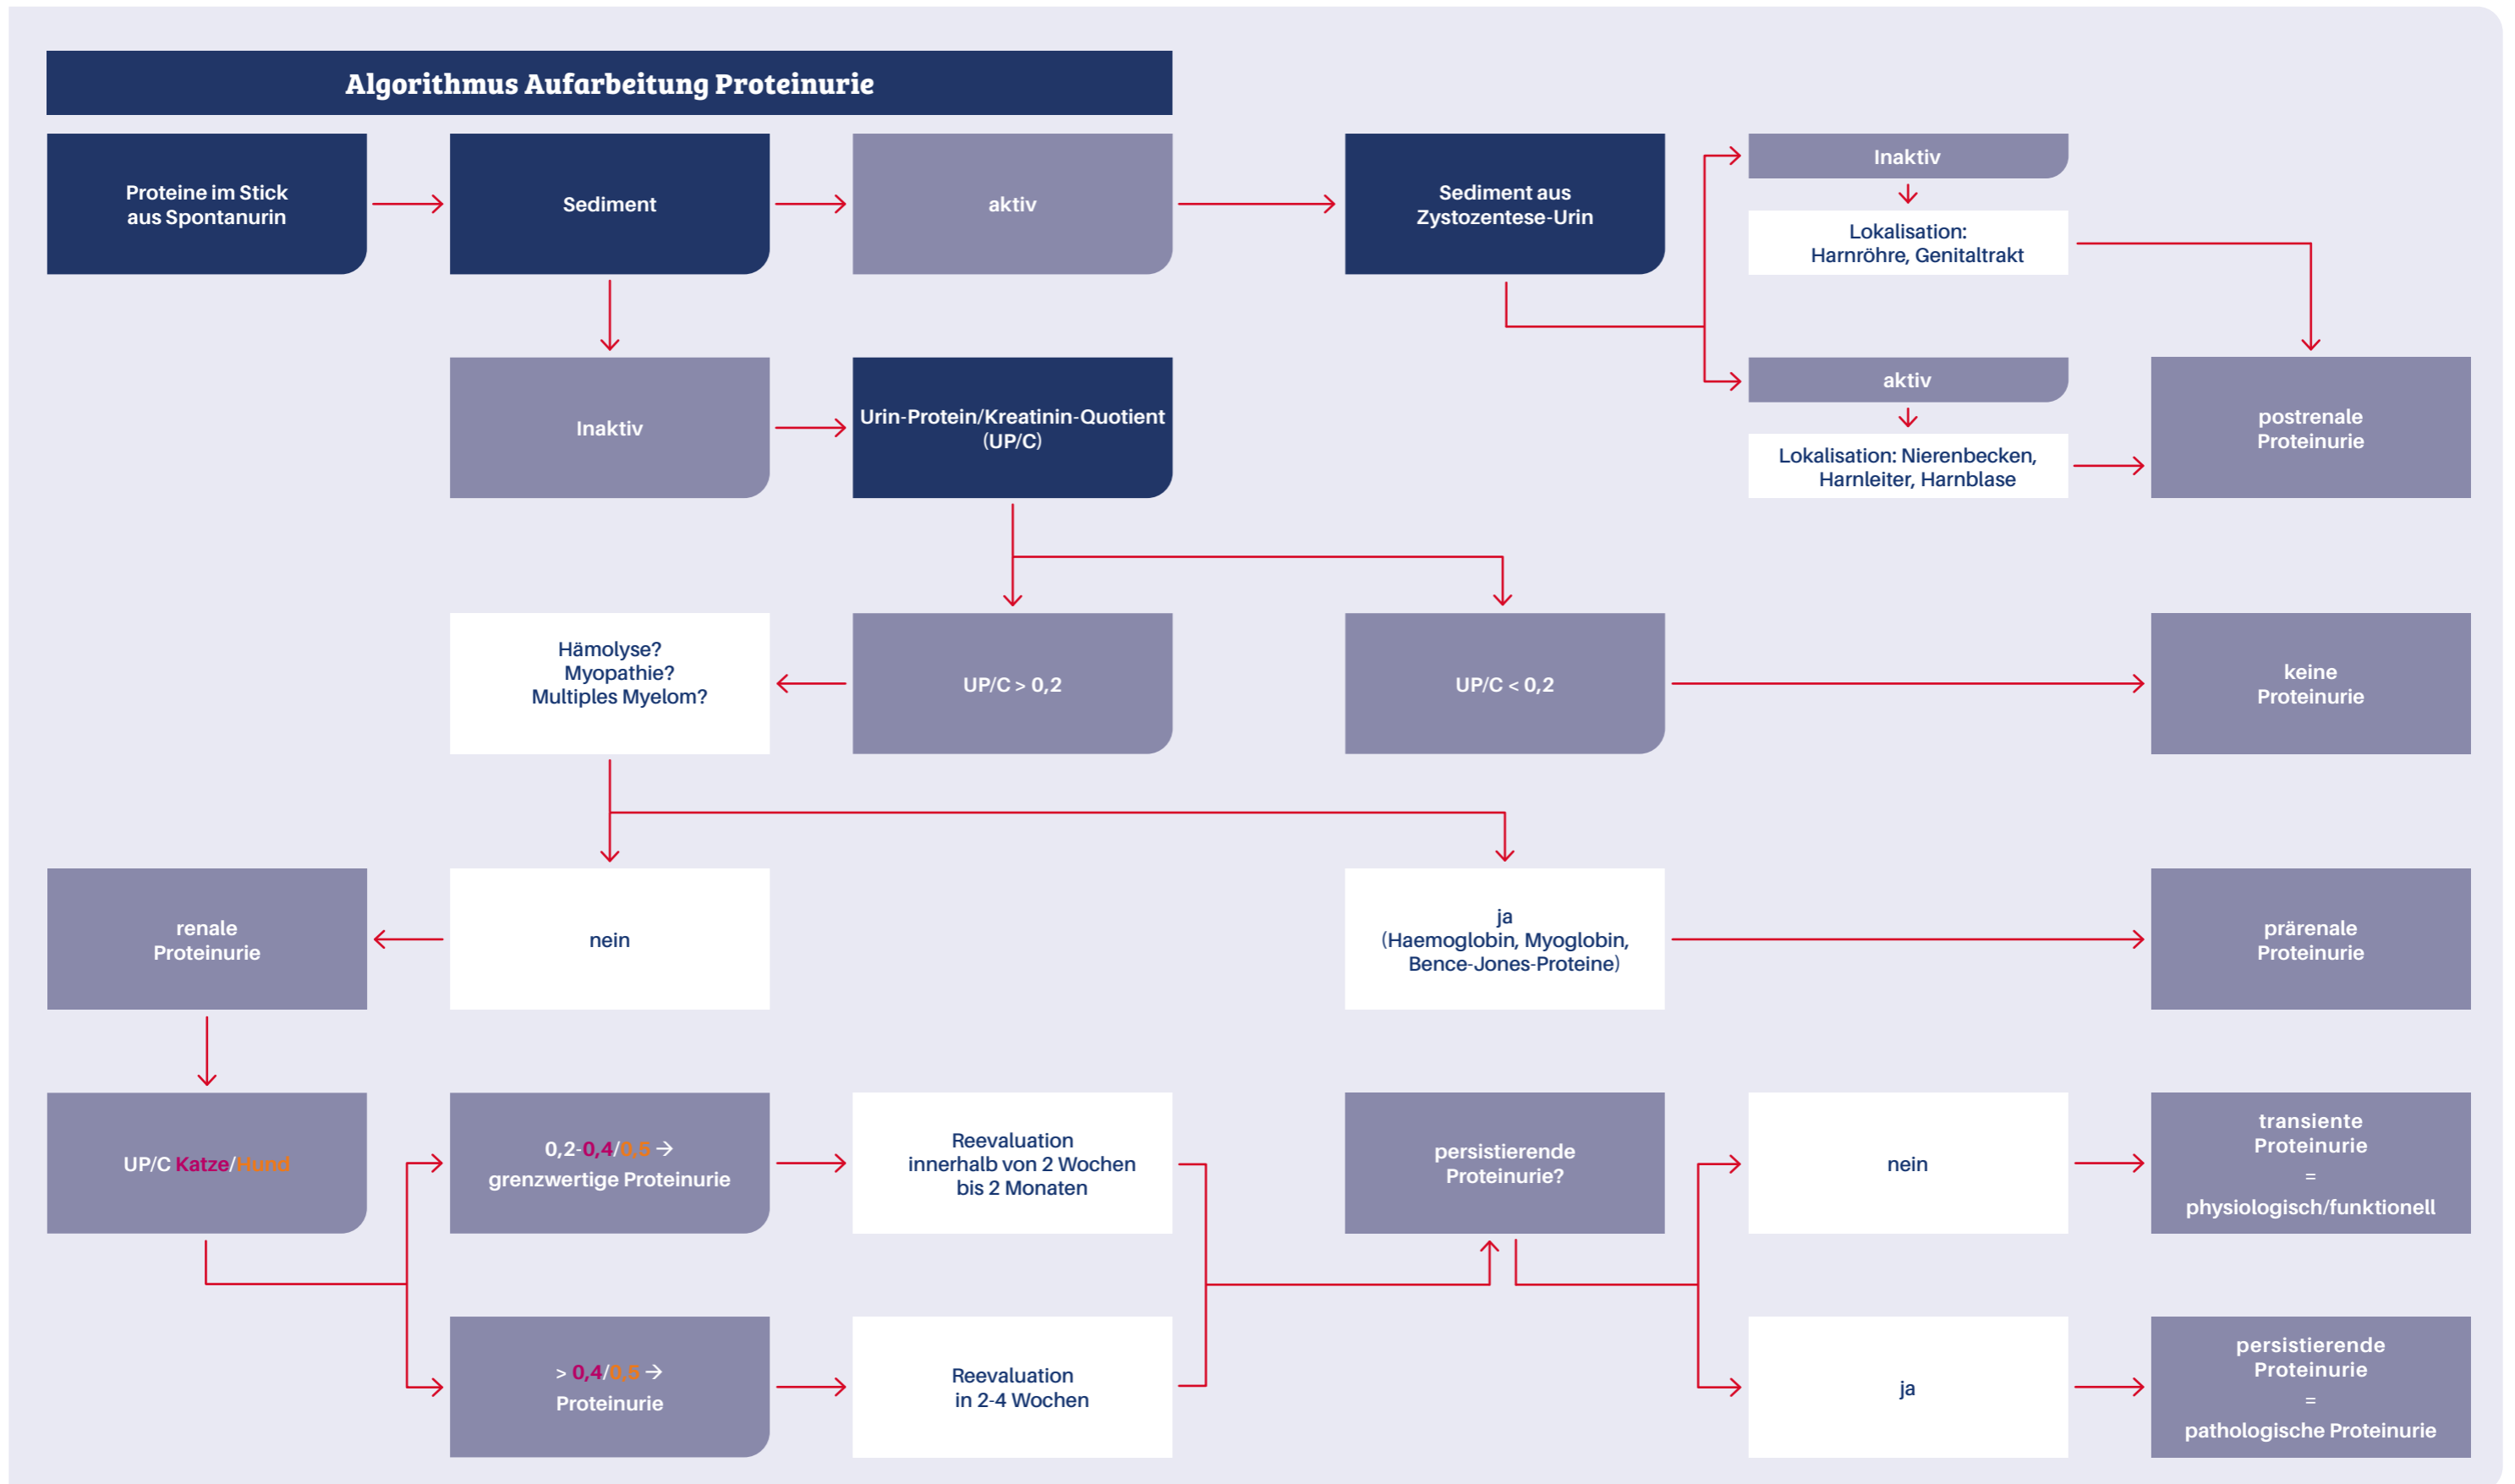 Algorithmus Aufarbeitung Proteinurie
Proteine im Stick
aus Spontanurin
Sediment
aktiv
Sediment aus
Zystozentese-Urin
Inaktiv
Lokalisation:
Harnröhre, Genitaltrakt
Inaktiv
Urin-Protein/Kreatinin-Quotient
(UP/C)
aktiv
Lokalisation: Nierenbecken,
Harnleiter, Harnblase
postrenale
Proteinurie
Hämolyse?
Myopathie?
Multiples Myelom?
UP/C > 0,2
UP/C < 0,2
keine
Proteinurie
renale
Proteinurie
nein
ja
(Haemoglobin, Myoglobin,
Bence-Jones-Proteine)
prärenale
Proteinurie
UP/C Katze/Hund
0,2-0,4/0,5 →
grenzwertige Proteinurie
Reevaluation
innerhalb von 2 Wochen
bis 2 Monaten
persistierende
Proteinurie?
nein
transiente
Proteinurie
=
physiologisch/funktionell
> 0,4/0,5 →
Proteinurie
Reevaluation
in 2-4 Wochen
ja
persistierende
Proteinurie
=
pathologische Proteinurie